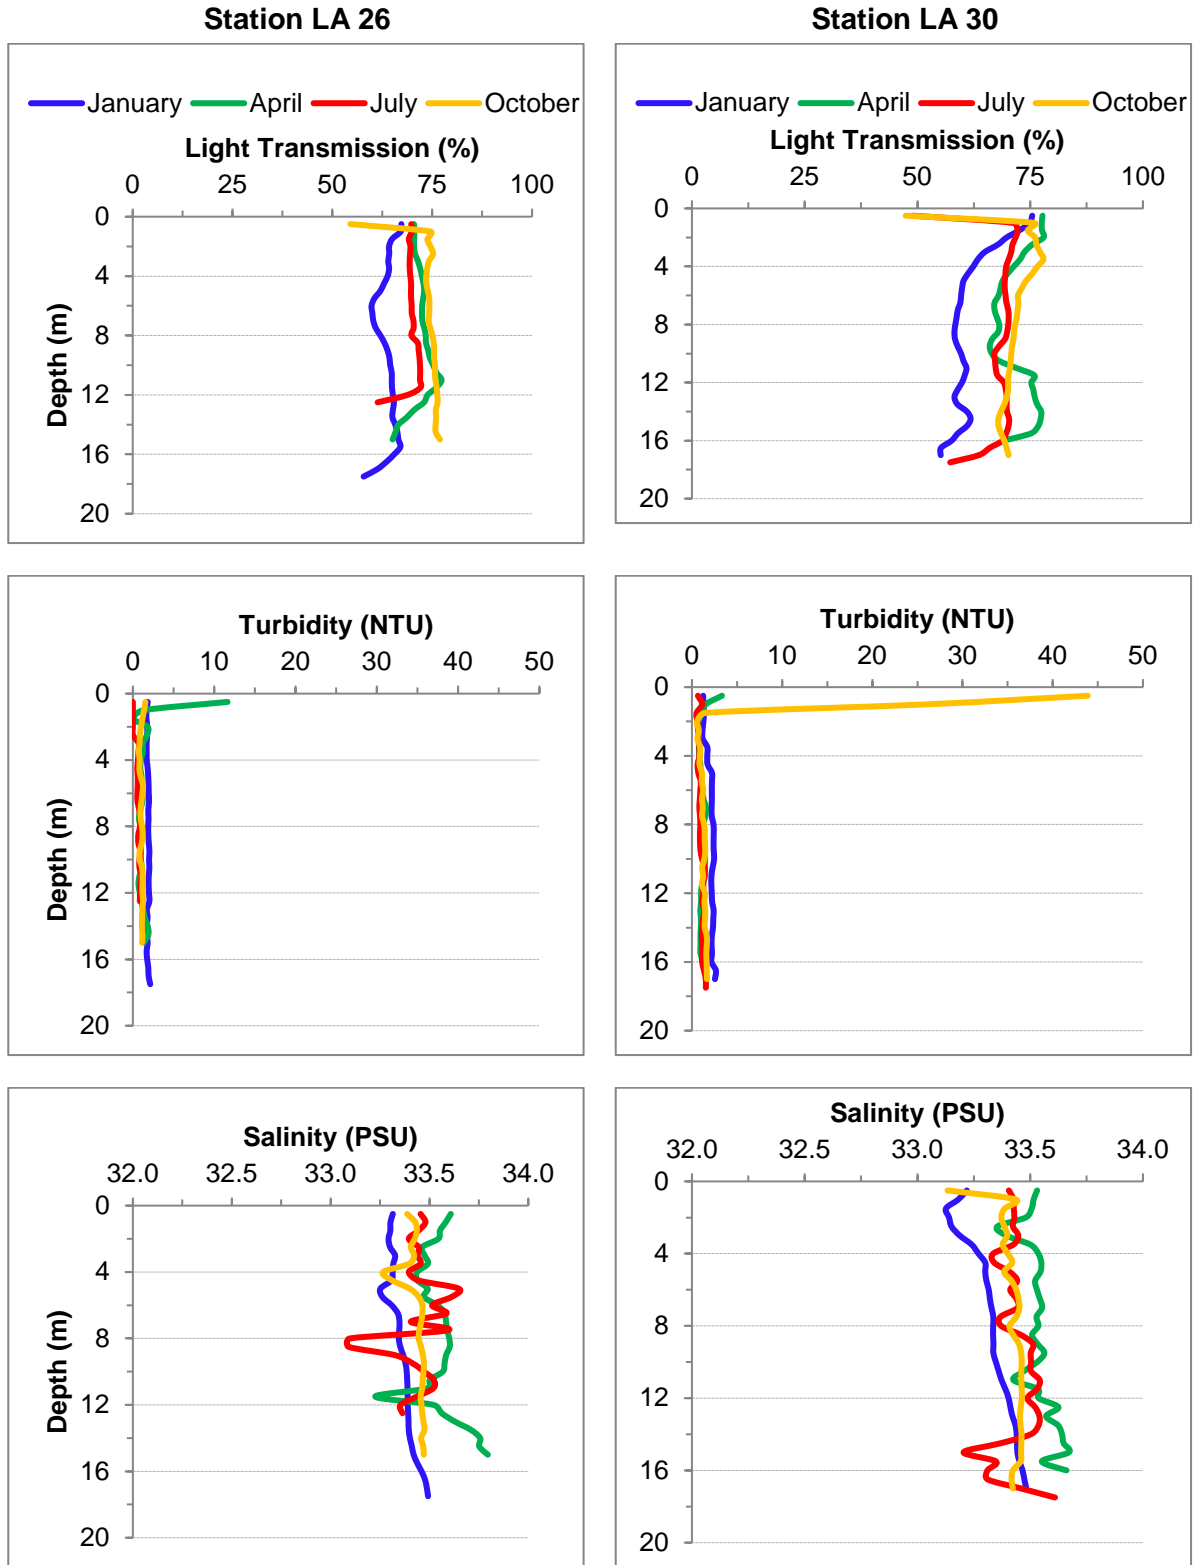 Station LA 26
Station LA 30
January April July October
January April July October
Light Transmission (%)
0 25 50 75 100
0
4
8
12
16
20
Depth (m)
Light Transmission (%)
0 25 50 75 100
0
4
8
12
16
20
Turbidity (NTU)
0 10 20 30 40 50
0
4
8
12
16
20
Depth (m)
Turbidity (NTU)
0 10 20 30 40 50
0
4
8
12
16
20
Salinity (PSU)
32.0 32.5 33.0 33.5 34.0
0
4
8
12
16
20
Depth (m)
Salinity (PSU)
32.0 32.5 33.0 33.5 34.0
0
4
8
12
16
20